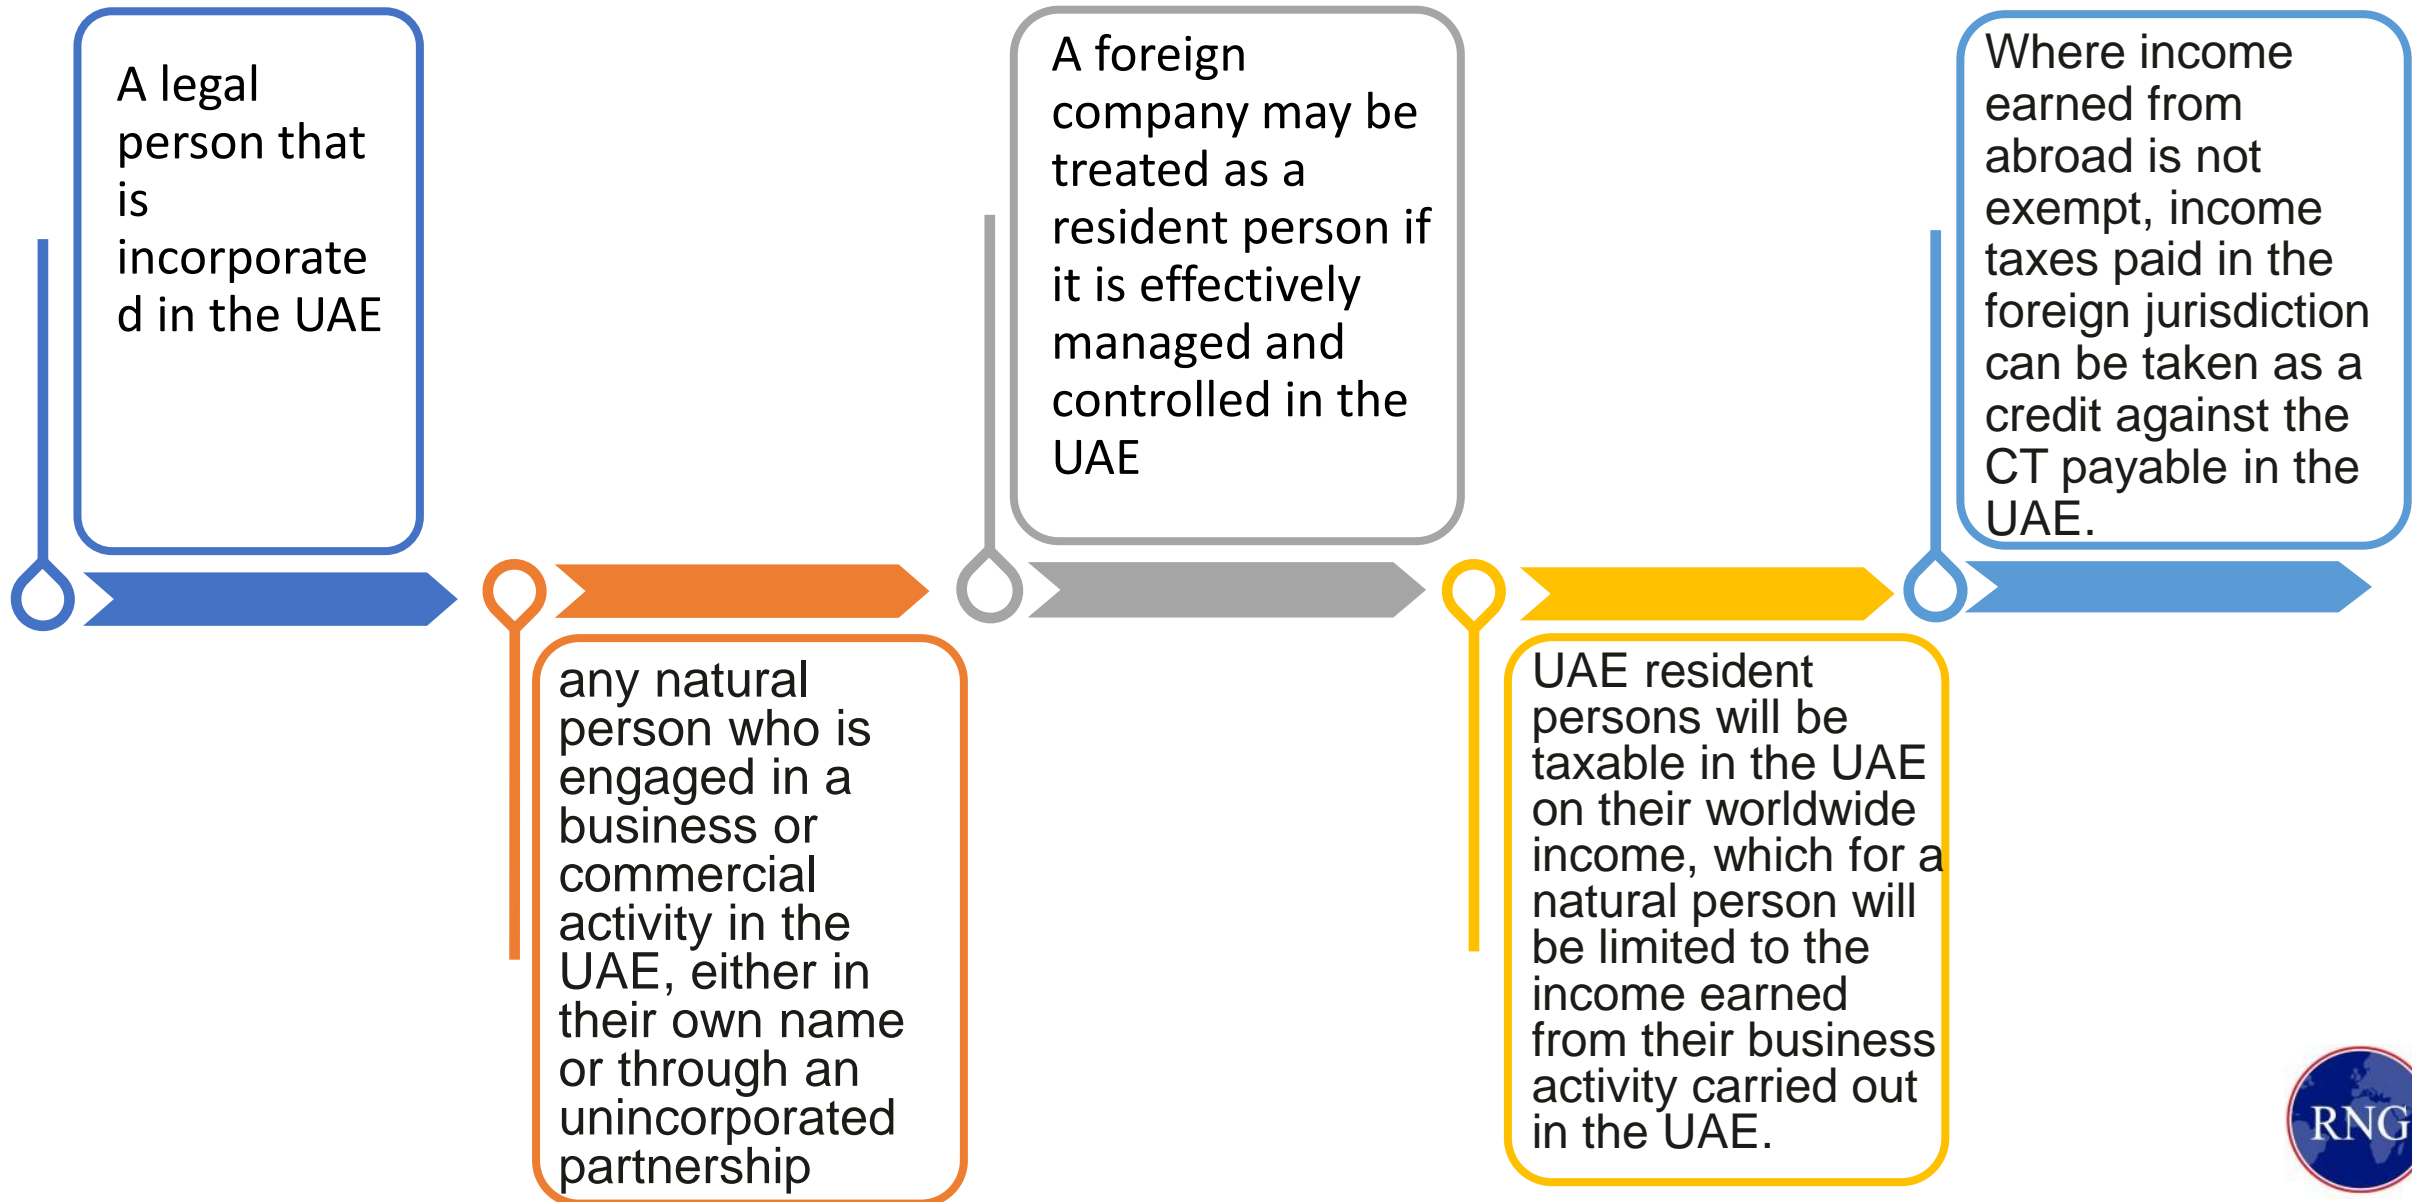 A legal
person that
is
incorporate
d in the UAE
any natural
person who is
engaged in a
business or
commercial
activity in the
UAE, either in
their own name
or through an
unincorporated
partnership
A foreign
company may be
treated as a
resident person if
it is effectively
managed and
controlled in the
UAE
UAE resident
persons will be
taxable in the UAE
on their worldwide
income, which for a
natural person will
be limited to the
income earned
from their business
activity carried out
in the UAE.
Where income
earned from
abroad is not
exempt, income
taxes paid in the
foreign jurisdiction
can be taken as a
credit against the
CT payable in the
UAE.
RNG